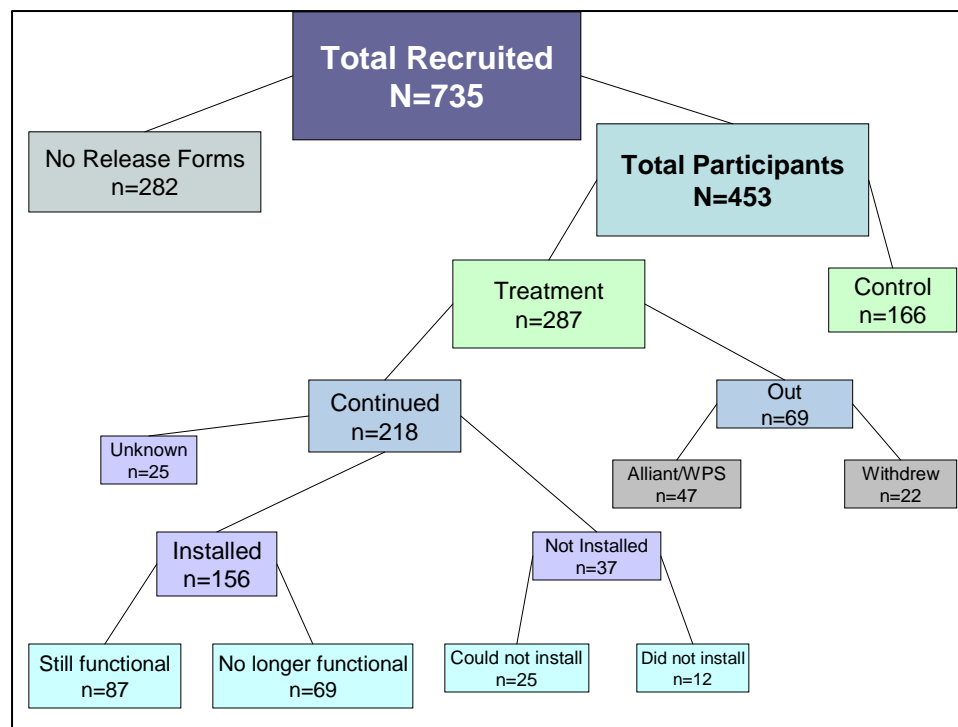 Total Recruited
N=735
No Release Forms
n=282
Total Participants
N=453
Treatment
n=287
Control
n=166
Continued
n=218
Out
n=69
Unknown
n=25
Alliant/WPS
n=47
Withdrew
n=22
Installed
n=156
Not Installed
n=37
Still functional
n=87
No longer functional
n=69
Could not install
n=25
Did not install
n=12